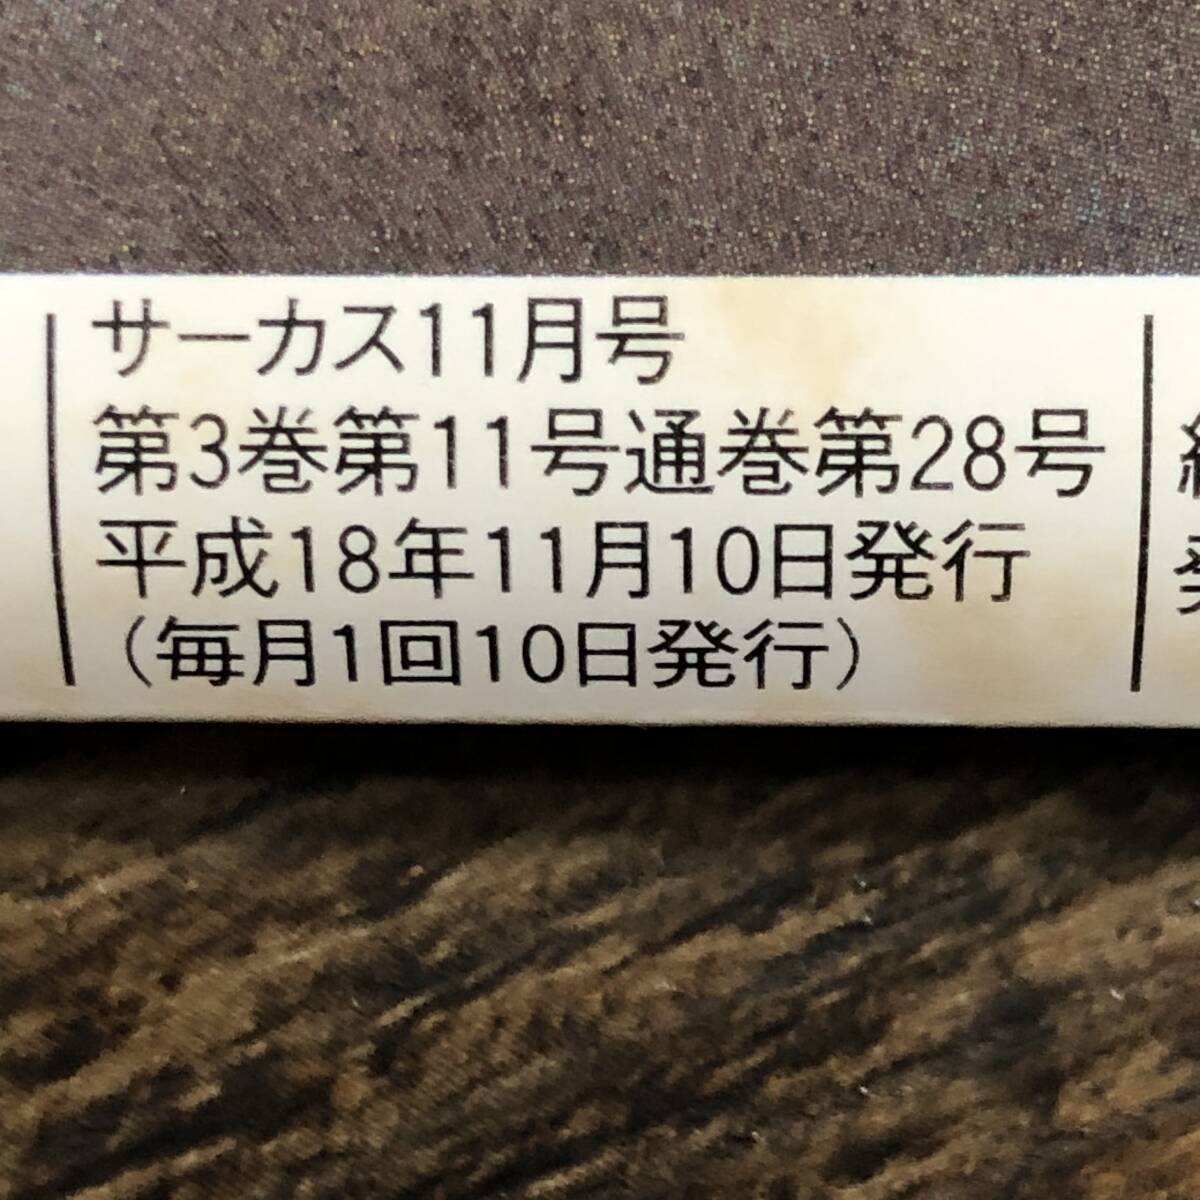 サーカス11月号
第3巻第11号通巻第28号
平成18年11月10日発行
（毎月1回10日発行）